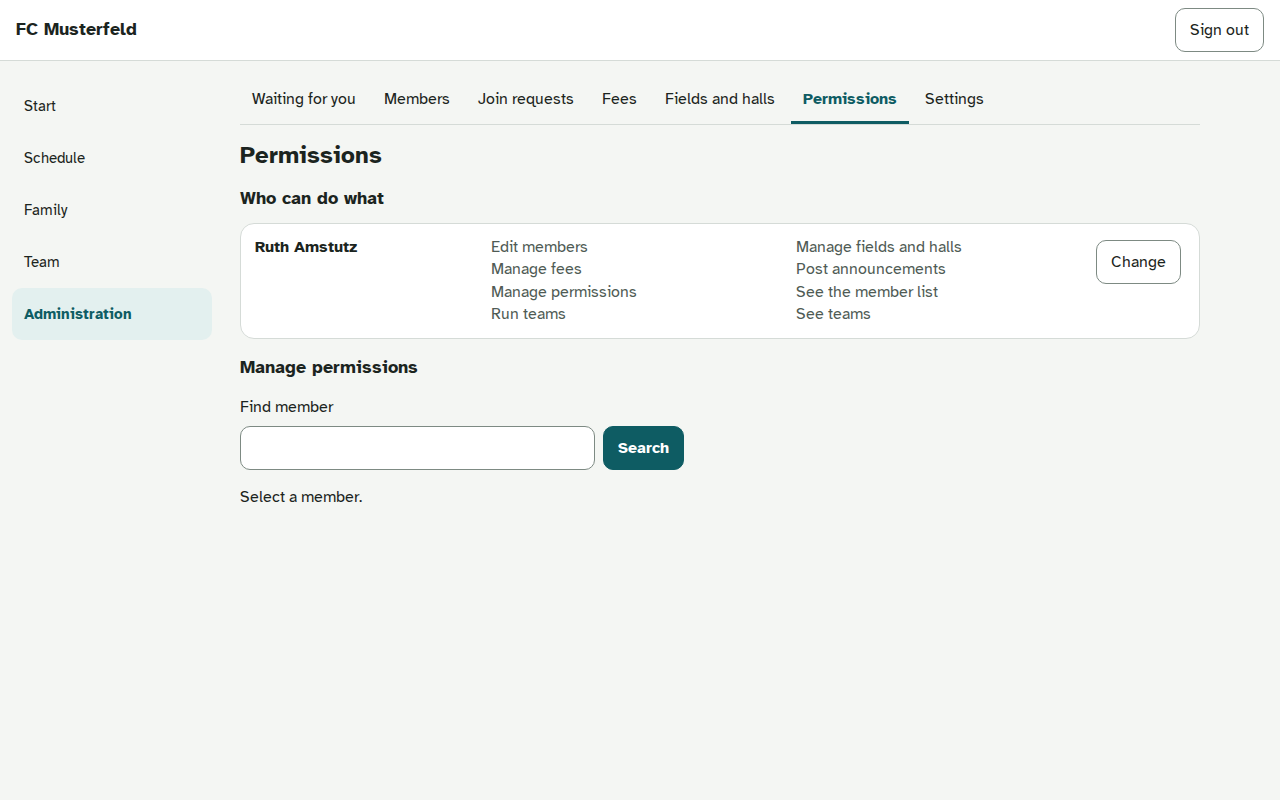 FC Musterfeld
Sign out
Start
Schedule
Family
Team
Administration
Waiting for you
Members
Join requests
Fees
Fields and halls
Permissions
Settings
Permissions
Who can do what
Ruth Amstutz
Edit members
Manage fees
Manage permissions
Run teams
Manage fields and halls
Post announcements
See the member list
See teams
Change
Manage permissions
Find member
Search
Select a member.